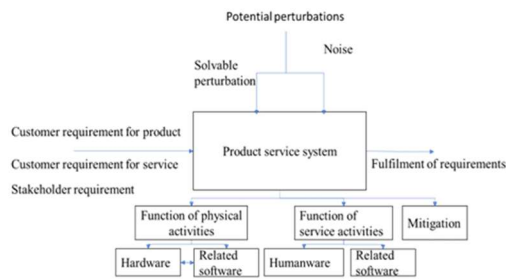 Potential perturbations
Noise
Solvable
perturbation
Customer requirement for product
Product service system
Customer requirement for service
Fulfilment of requirements
Stakeholder requirement
Function of physical
activities
Function of
service activities
Mitigation
Hardware
Related
software
Humanware
Related
software